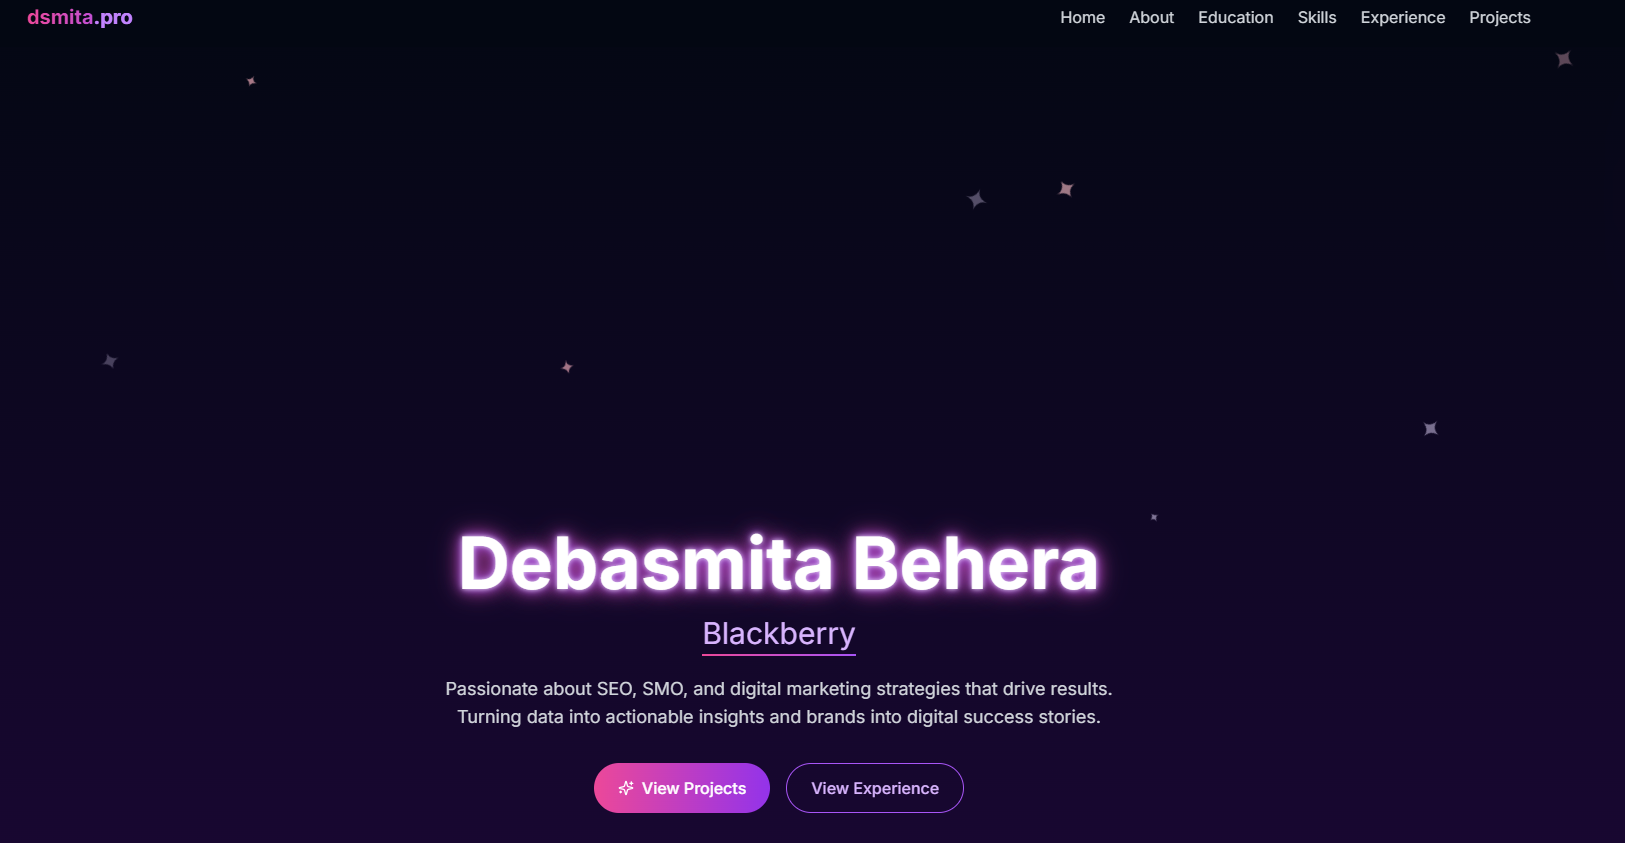 dsmita.pro
Home About Education Skills Experience Projects
Debasmita Behera
Blackberry
Passionate about SEO, SMO, and digital marketing strategies that drive results.
Turning data into actionable insights and brands into digital success stories.
View Projects View Experience